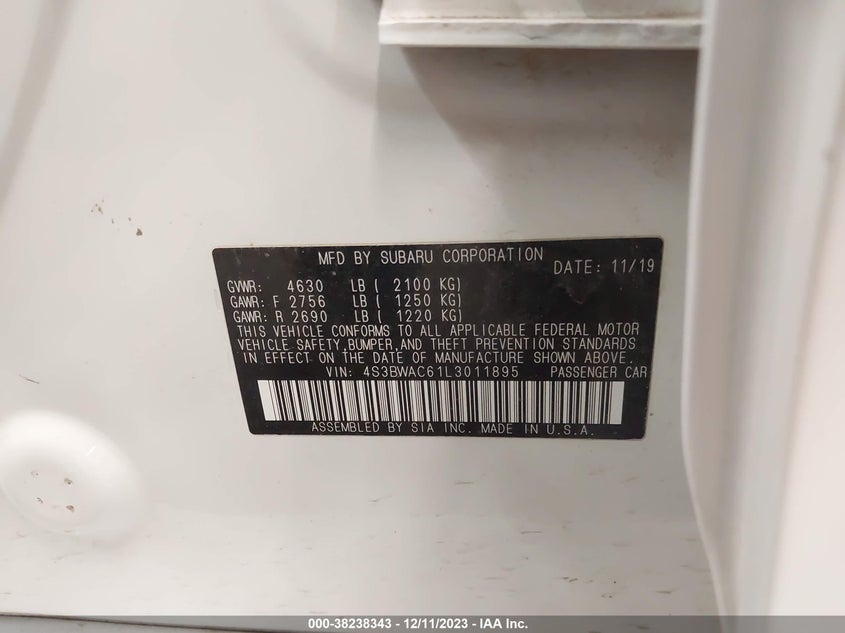 MFD BY SUBARU CORPORATION
DATE: 11/19
GVWR: 4630 LB ( 2100 KG)
GAWR: F 2756 LB ( 1250 KG)
GAWR: R 2690 LB ( 1220 KG)
THIS VEHICLE CONFORMS TO ALL APPLICABLE FEDERAL MOTOR
VEHICLE SAFETY,BUMPER,AND THEFT PREVENTION STANDARDS
IN EFFECT ON THE DATE OF MANUFACTURE SHOWN ABOVE.
VIN: 4S3BWAC61L3011895 PASSENGER CAR
ASSEMBLED BY SIA INC. MADE IN U.S.A.
000-38238343 - 12/11/2023 - IAA Inc.